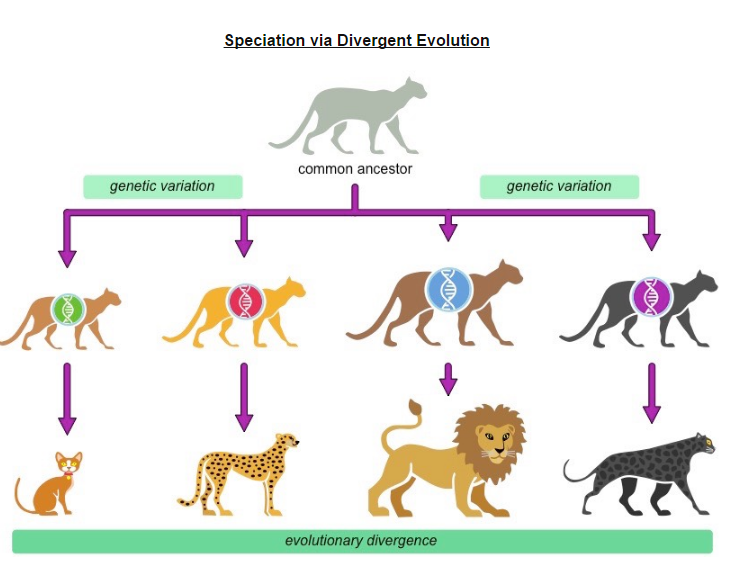 Speciation via Divergent Evolution
common ancestor
genetic variation
genetic variation
evolutionary divergence